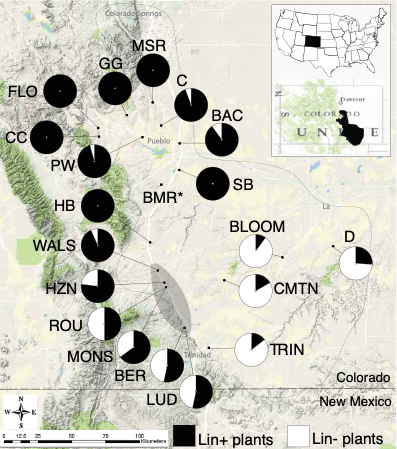 Colorado Springs
MSR
GG
FLO
C
BAC
Denver
COLORADO
CC
Pueblo
PW
SB
BMR*
HB
BLOOM
La
WALS
D
HZN
CMTN
ROU
MONS
TRIN
Trinidad
BER
Colorado
LUD
New Mexico
N
W E
S
0 12.5 25 50 75 100
Kilometers
Lin+ plants
Lin- plants